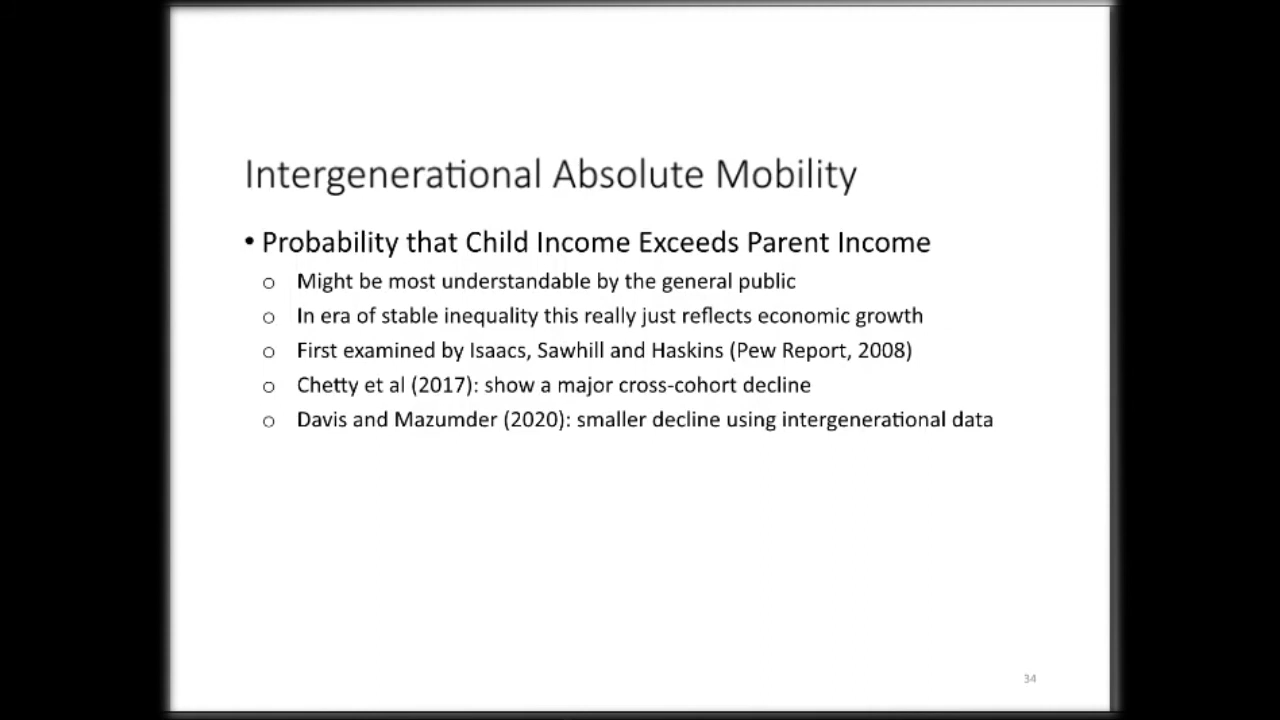 Intergenerational Absolute Mobility
• Probability that Child Income Exceeds Parent Income
o Might be most understandable by the general public
o In era of stable inequality this really just reflects economic growth
o First examined by Isaacs, Sawhill and Haskins (Pew Report, 2008)
o Chetty et al (2017): show a major cross-cohort decline
o Davis and Mazumder (2020): smaller decline using intergenerational data
34